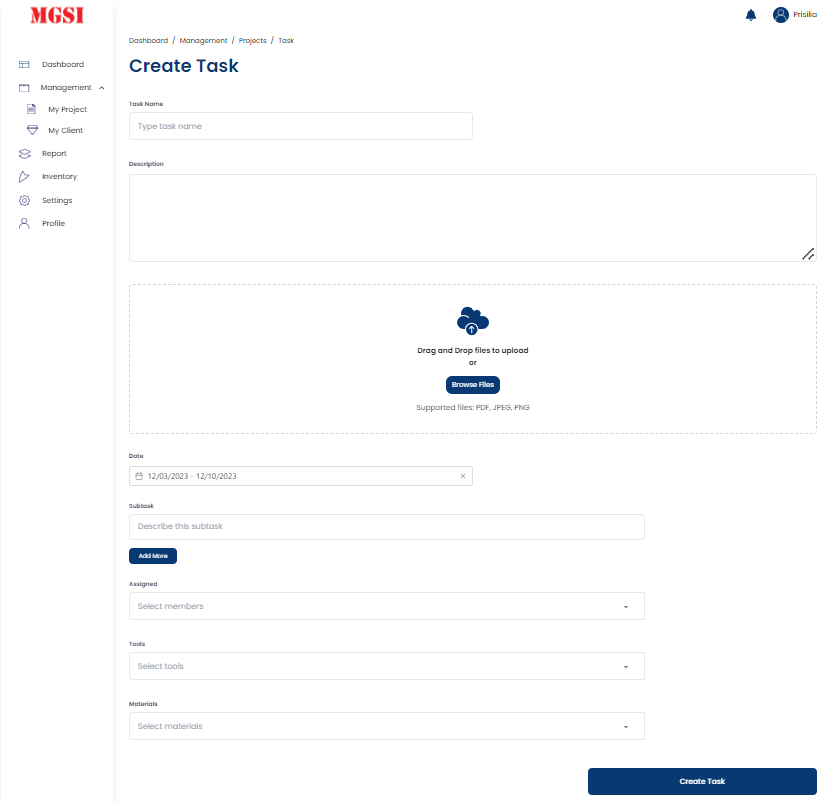 MGSI
Prisilia
Dashboard
Management
My Project
My Client
Report
Inventory
Settings
Profile
Dashboard / Management / Projects / Task
Create Task
Task Name
Type task name
Description
Drag and Drop files to upload
or
Browse Files
Supported files: PDF, JPEG, PNG
Date
12/03/2023 - 12/10/2023
Subtask
Describe this subtask
Add More
Assigned
Select members
Tools
Select tools
Materials
Select materials
Create Task